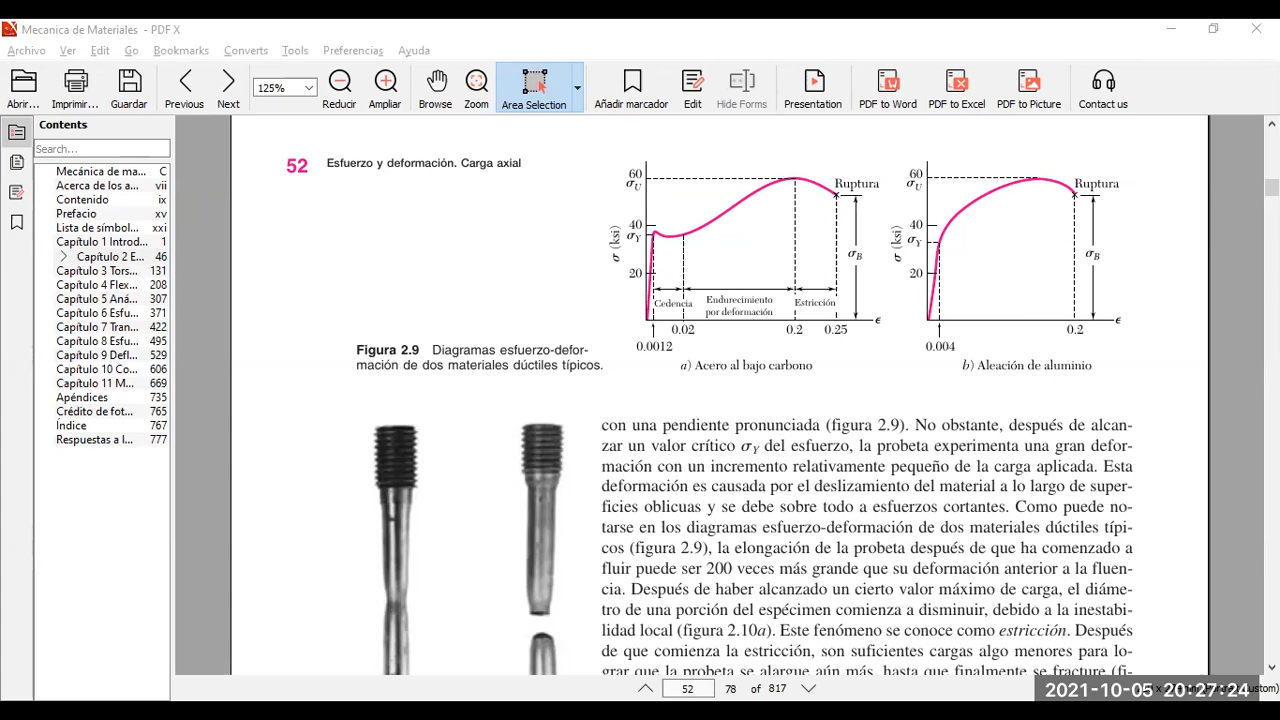 Mecanica de Materiales - PDF X
Archivo Ver Edit Go Bookmarks Converts Tools Preferencias Ayuda
Abrir... Imprimir... Guardar Previous Next 125% Reducir Ampliar Browse Zoom Area Selection Añadir marcador Edit Hide Forms Presentation PDF to Word PDF to Excel PDF to Picture Contact us
Contents
Search...
Mecánica de ma... C
Acerca de los a... vii
Contenido ix
Prefacio xv
Lista de símbol... xxi
Capítulo 1 Introd... 1
Capítulo 2 E... 46
Capítulo 3 Tors... 131
Capítulo 4 Flex... 208
Capítulo 5 Aná... 307
Capítulo 6 Esfu... 371
Capítulo 7 Tran... 422
Capítulo 8 Esfu... 495
Capítulo 9 Defl... 529
Capítulo 10 Co... 606
Capítulo 11 M... 669
Apéndices 735
Crédito de fot... 765
Índice 767
Respuestas a l... 777
52 Esfuerzo y deformación. Carga axial
60
σU
40
σY
20
σ (ksi)
Ruptura
σB
Cedencia
Endurecimiento
por deformación
Estricción
0.02 0.2 0.25 ϵ
0.0012
a) Acero al bajo carbono
60
σU
40
σY
20
σ (ksi)
Ruptura
σB
0.2 ϵ
0.004
b) Aleación de aluminio
Figura 2.9 Diagramas esfuerzo-defor-
mación de dos materiales dúctiles típicos.
con una pendiente pronunciada (figura 2.9). No obstante, después de alcan-
zar un valor crítico σY del esfuerzo, la probeta experimenta una gran defor-
mación con un incremento relativamente pequeño de la carga aplicada. Esta
deformación es causada por el deslizamiento del material a lo largo de super-
ficies oblicuas y se debe sobre todo a esfuerzos cortantes. Como puede no-
tarse en los diagramas esfuerzo-deformación de dos materiales dúctiles típi-
cos (figura 2.9), la elongación de la probeta después de que ha comenzado a
fluir puede ser 200 veces más grande que su deformación anterior a la fluen-
cia. Después de haber alcanzado un cierto valor máximo de carga, el diáme-
tro de una porción del espécimen comienza a disminuir, debido a la inestabi-
lidad local (figura 2.10a). Este fenómeno se conoce como estricción. Después
de que comienza la estricción, son suficientes cargas algo menores para lo-
grar que la probeta se alargue aún más, hasta que finalmente se fracture (fi-
52 78 of 817
2021-10-05 20:27:24